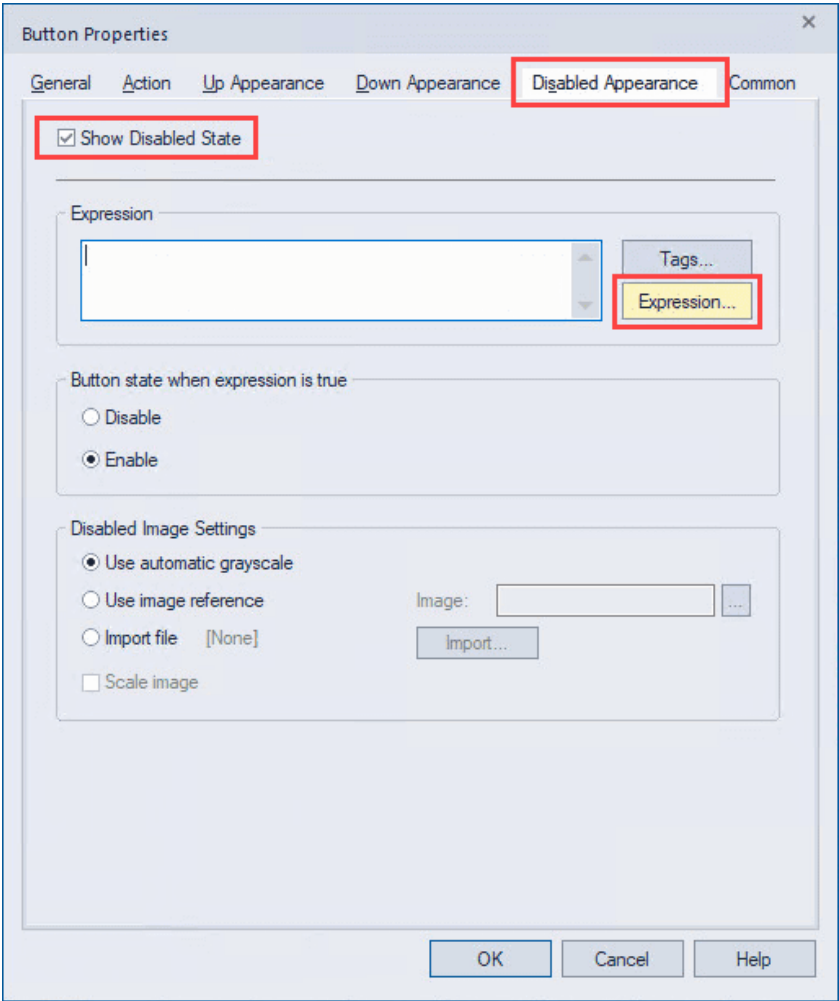 Button Properties
General Action Up Appearance Down Appearance Disabled Appearance Common
Show Disabled State
Expression
Tags...
Expression...
Button state when expression is true
Disable
Enable
Disabled Image Settings
Use automatic grayscale
Use image reference Image: ...
Import file [None] Import...
Scale image
OK Cancel Help